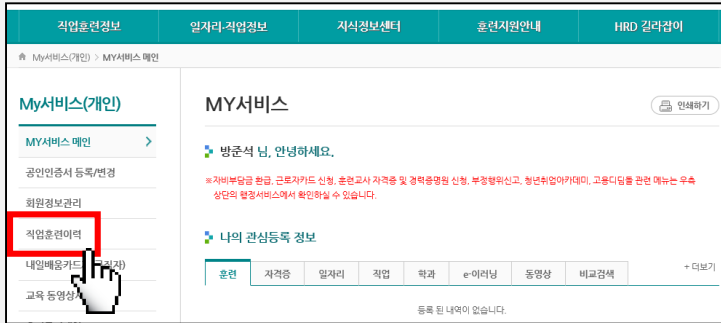 직업훈련정보 일자리·직업정보 지식정보센터 훈련지원안내 HRD 길라잡이
My서비스(개인) > MY서비스 메인
My서비스(개인)
MY서비스 메인
공인인증서 등록/변경
회원정보관리
직업훈련이력
내일배움카드
교육 동영상
MY서비스
인쇄하기
방준석 님, 안녕하세요.
※자비부담금 환급, 근로자카드 신청, 훈련교사 자격증 및 경력증명원 신청, 부정행위신고, 청년취업아카데미, 고용디딤돌 관련 메뉴는 우측
상단의 행정서비스에서 확인하실 수 있습니다.
나의 관심등록 정보
훈련 자격증 일자리 직업 학과 e-이러닝 동영상 비교검색 + 더보기
등록 된 내역이 없습니다.